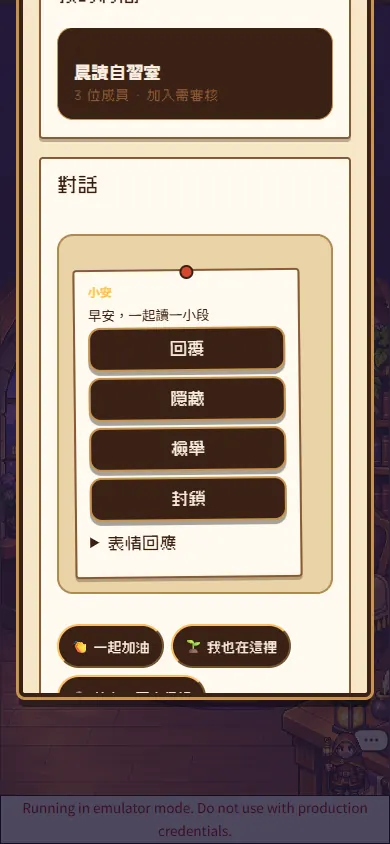 晨讀自習室
3 位成員 · 加入需審核
對話
小安
早安，一起讀一小段
回覆
隱藏
檢舉
封鎖
▶ 表情回應
👏 一起加油
🌱 我也在這裡
Running in emulator mode. Do not use with production
credentials.